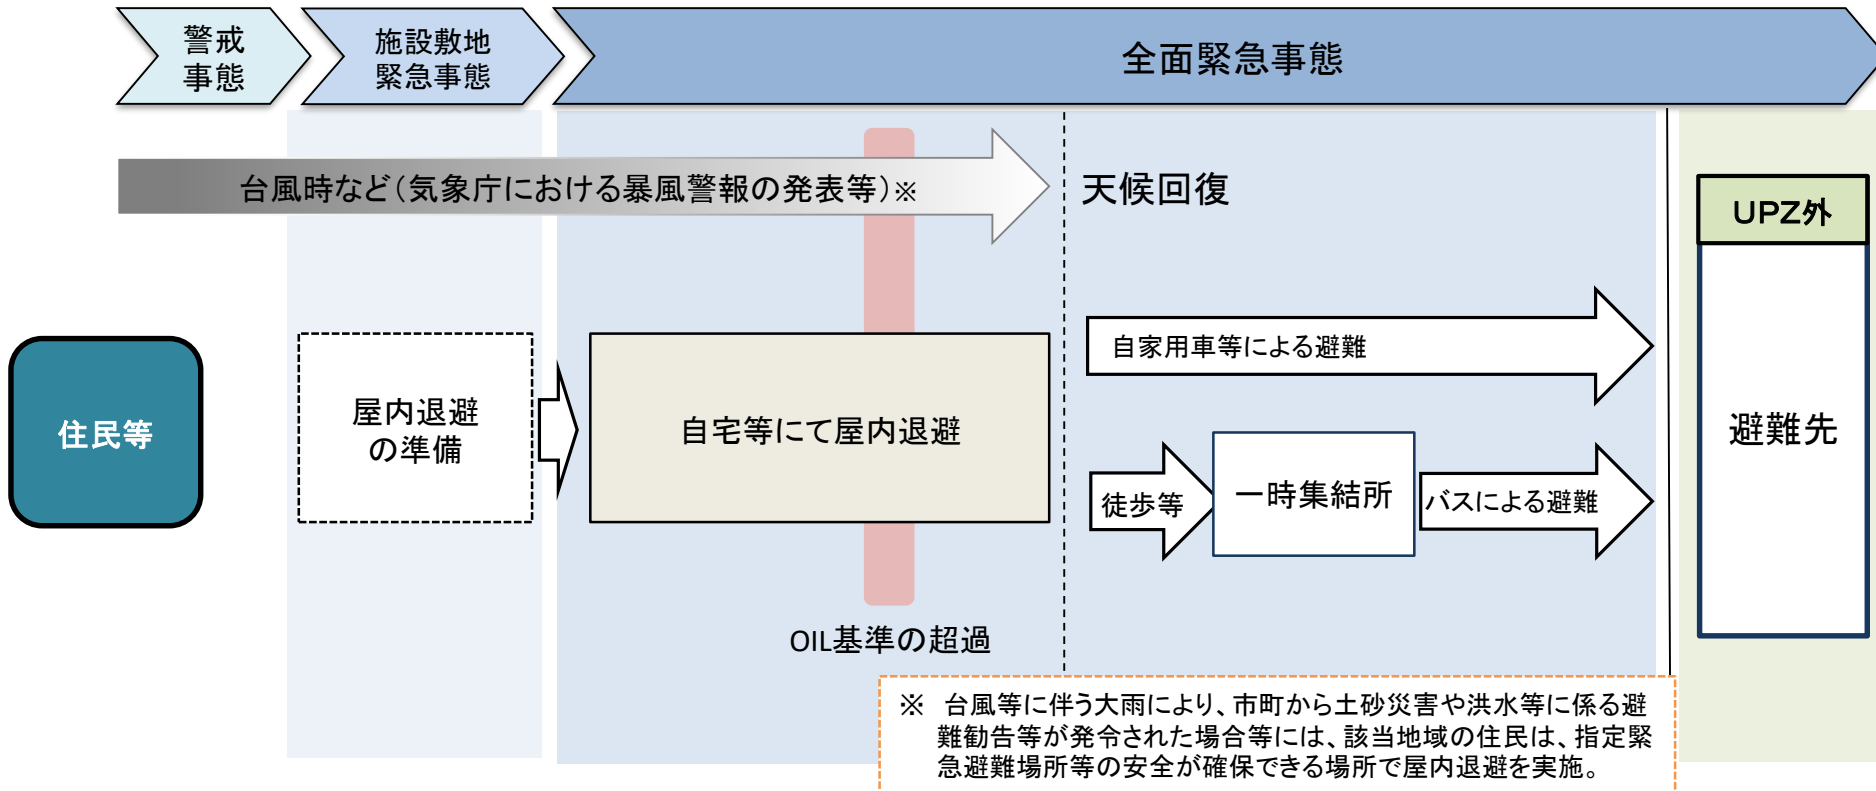 警戒
事態
施設敷地
緊急事態
全面緊急事態
台風時など（気象庁における暴風警報の発表等）※
天候回復
UPZ外
住民等
屋内退避
の準備
自宅等にて屋内退避
自家用車等による避難
徒歩等
一時集結所
バスによる避難
避難先
OIL基準の超過
※ 台風等に伴う大雨により、市町から土砂災害や洪水等に係る避
難勧告等が発令された場合等には、該当地域の住民は、指定緊
急避難場所等の安全が確保できる場所で屋内退避を実施。